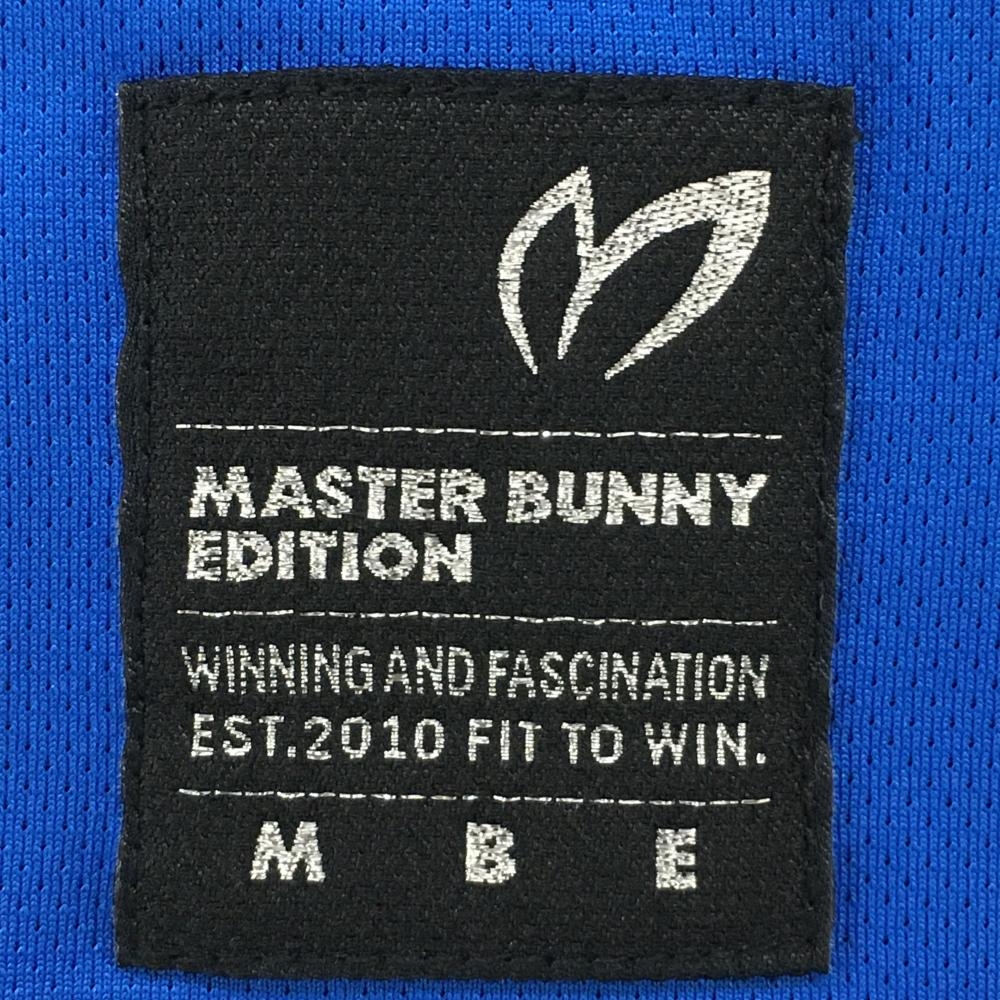 MASTER BUNNY
EDITION
WINNING AND FASCINATION
EST.2010 FIT TO WIN.
M B E